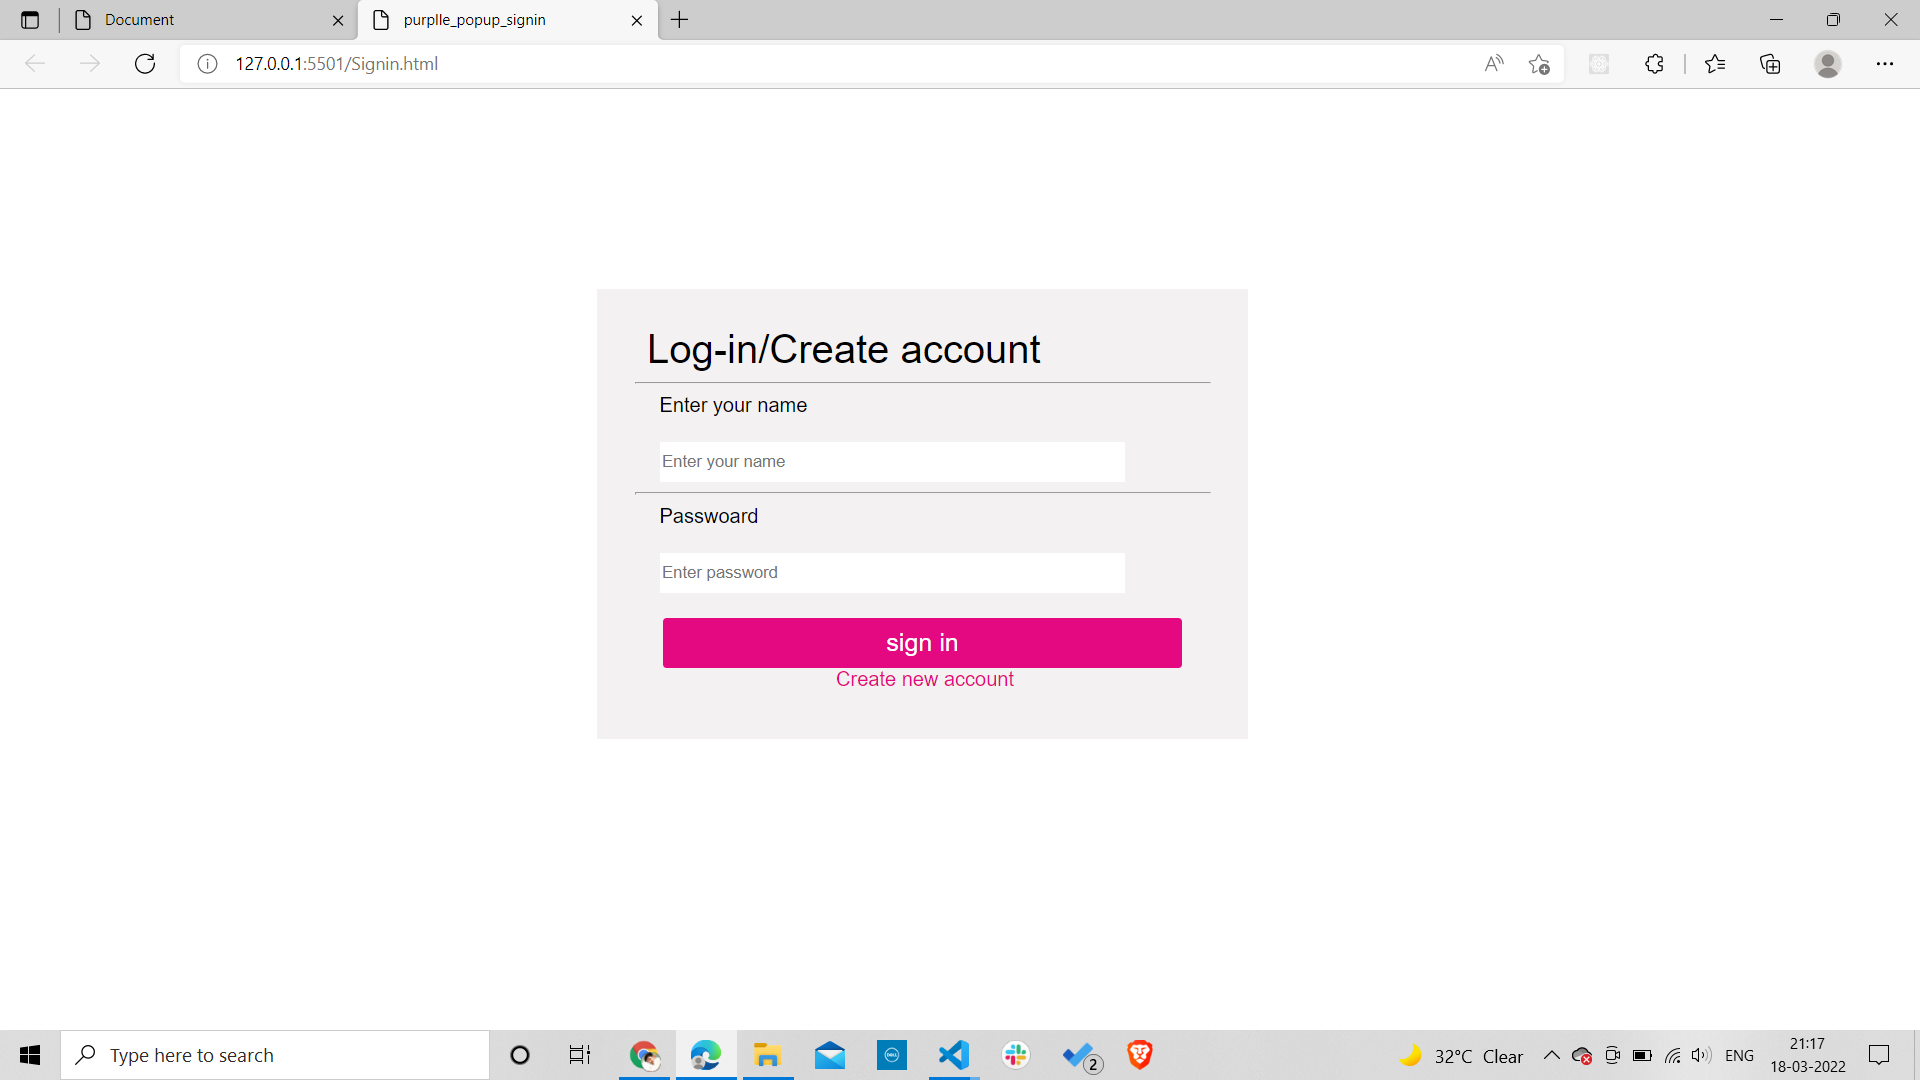 Document
purplle_popup_signin
127.0.0.1:5501/Signin.html
Log-in/Create account
Enter your name
Enter your name
Passwoard
Enter password
sign in
Create new account
Type here to search
DELL
2
32°C Clear
ENG
21:17
18-03-2022